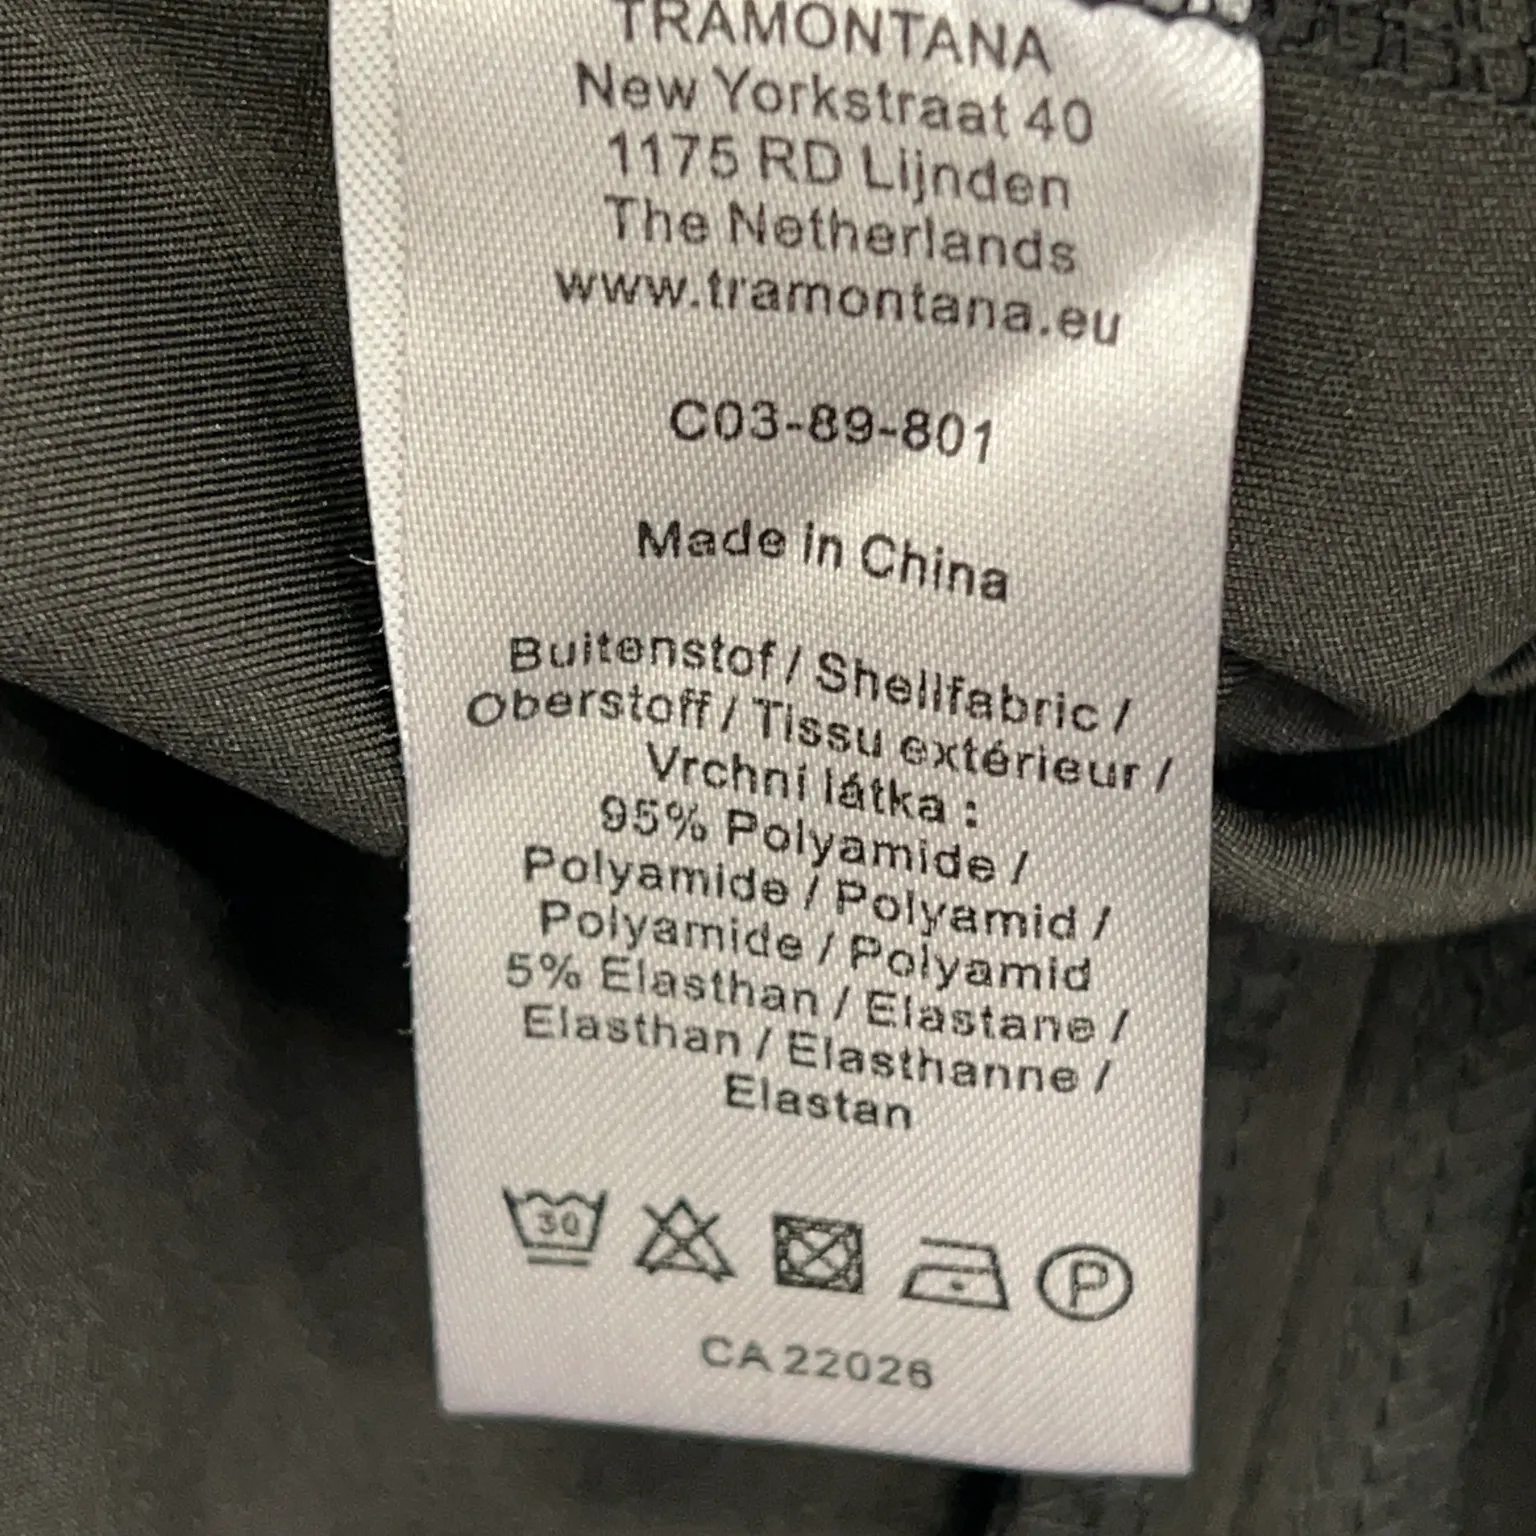 TRAMONTANA
New Yorkstraat 40
1175 RD Lijnden
The Netherlands
www.tramontana.eu
C03-89-801
Made in China
Buitenstof / Shellfabric /
Oberstoff / Tissu extérieur /
Vrchní látka :
95% Polyamide /
Polyamide / Polyamid /
Polyamide / Polyamid
5% Elasthan / Elastane /
Elasthan / Elasthanne /
Elastan
30
P
CA 22026